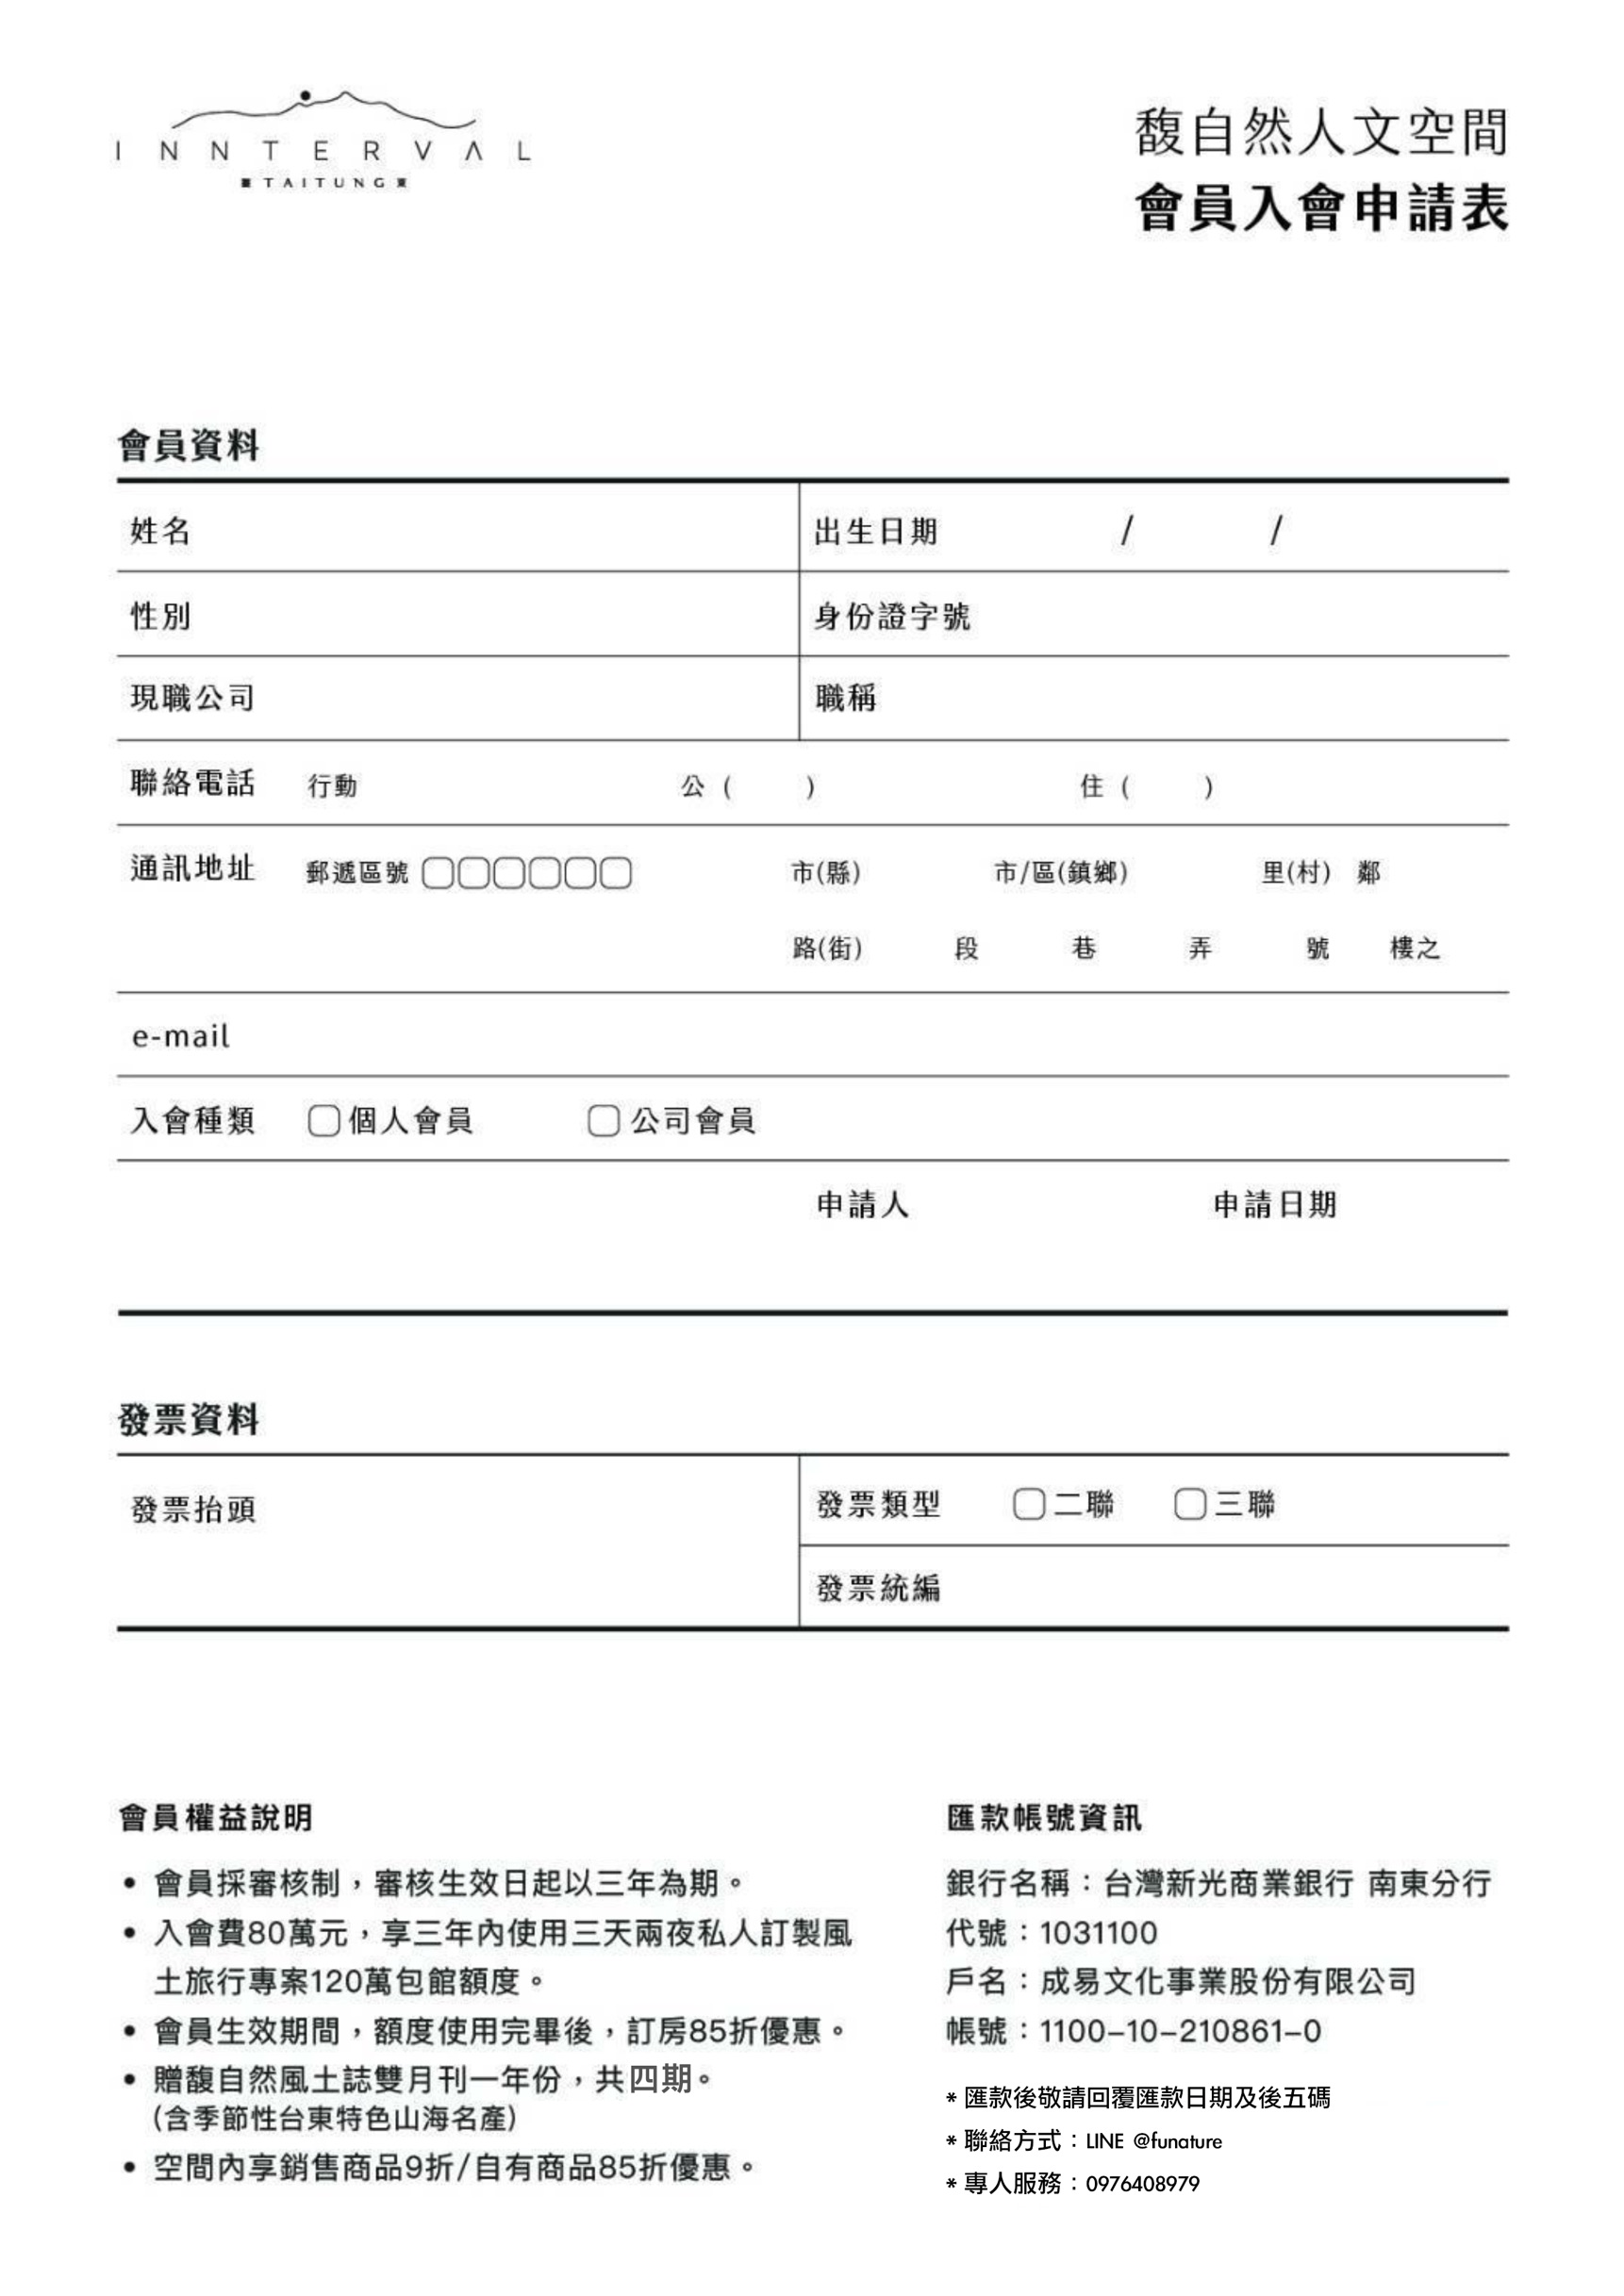 INNTERVAL
TAITUNG
馥自然人文空間
會員入會申請表
會員資料
姓名 出生日期 / /
性別 身份證字號
現職公司 職稱
聯絡電話 行動 公 ( ) 住 ( )
通訊地址 郵遞區號 市(縣) 市/區(鎮鄉) 里(村) 鄰
路(街) 段 巷 弄 號 樓之
e-mail
入會種類 個人會員 公司會員
申請人 申請日期
發票資料
發票抬頭
發票類型 二聯 三聯
發票統編
會員權益說明
• 會員採審核制，審核生效日起以三年為期。
• 入會費80萬元，享三年內使用三天兩夜私人訂製風
土旅行專案120萬包館額度。
• 會員生效期間，額度使用完畢後，訂房85折優惠。
• 贈馥自然風土誌雙月刊一年份，共四期。
(含季節性台東特色山海名產)
• 空間內享銷售商品9折/自有商品85折優惠。
匯款帳號資訊
銀行名稱：台灣新光商業銀行 南東分行
代號：1031100
戶名：成易文化事業股份有限公司
帳號：1100-10-210861-0
* 匯款後敬請回覆匯款日期及後五碼
* 聯絡方式：LINE @funature
* 專人服務：0976408979